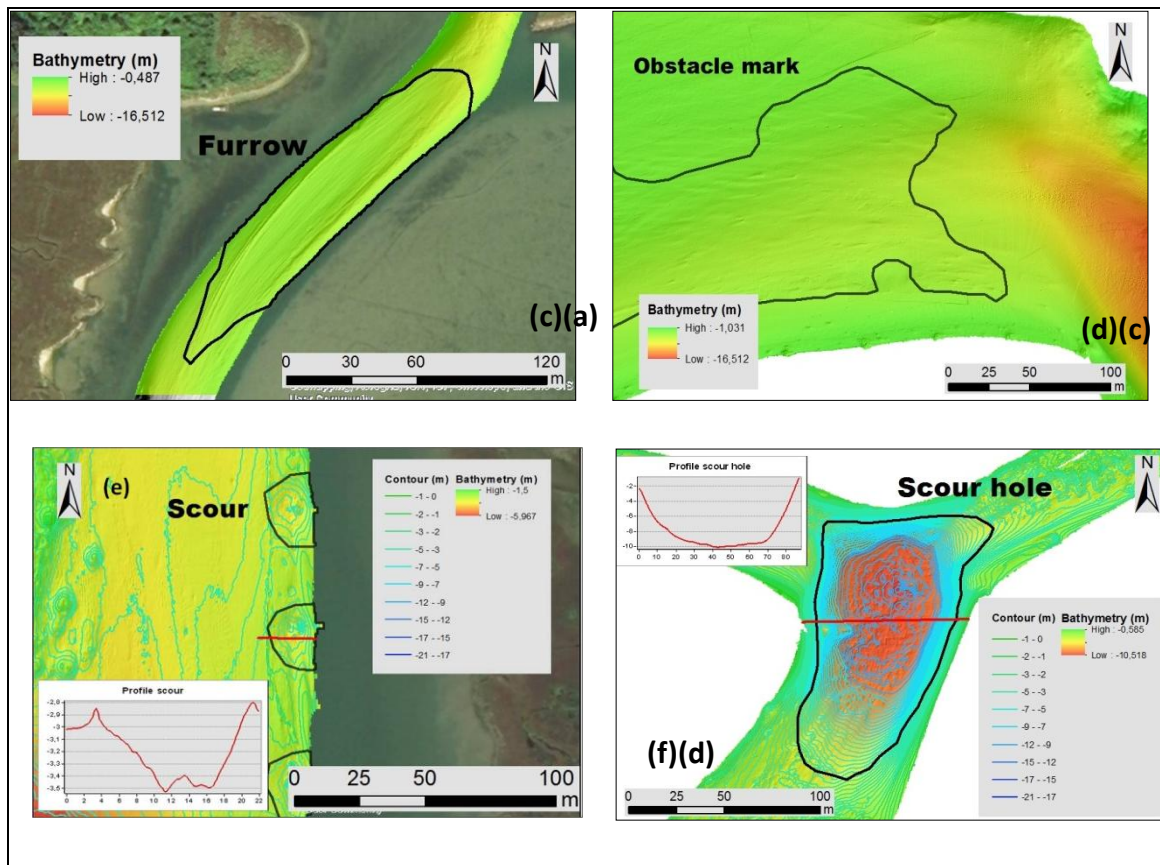 Bathymetry (m)
High : -0,487
Low : -16,512
N
Furrow
(c)(a)
0 30 60 120
m
User Community
Obstacle mark
N
Bathymetry (m)
High : -1,031
Low : -16,512
(d)(c)
0 25 50 100
m
N
(e)
Scour
Contour (m)
-1 - 0
-2 - -1
-3 - -2
-5 - -3
-7 - -5
-9 - -7
-12 - -9
-15 - -12
-17 - -15
-21 - -17
Bathymetry (m)
High : -1,5
Low : -5,967
Profile scour
-2,8
-2,9
-3
-3,1
-3,2
-3,3
-3,4
-3,5
0 2 4 6 8 10 12 14 16 18 20 22
0 25 50 100
m
Profile scour hole
-2
-4
-6
-8
-10
0 10 20 30 40 50 60 70 80
Scour hole
N
Contour (m)
-1 - 0
-2 - -1
-3 - -2
-5 - -3
-7 - -5
-9 - -7
-12 - -9
-15 - -12
-17 - -15
-21 - -17
Bathymetry (m)
High : -0,585
Low : -10,518
(f)(d)
0 25 50 100
m